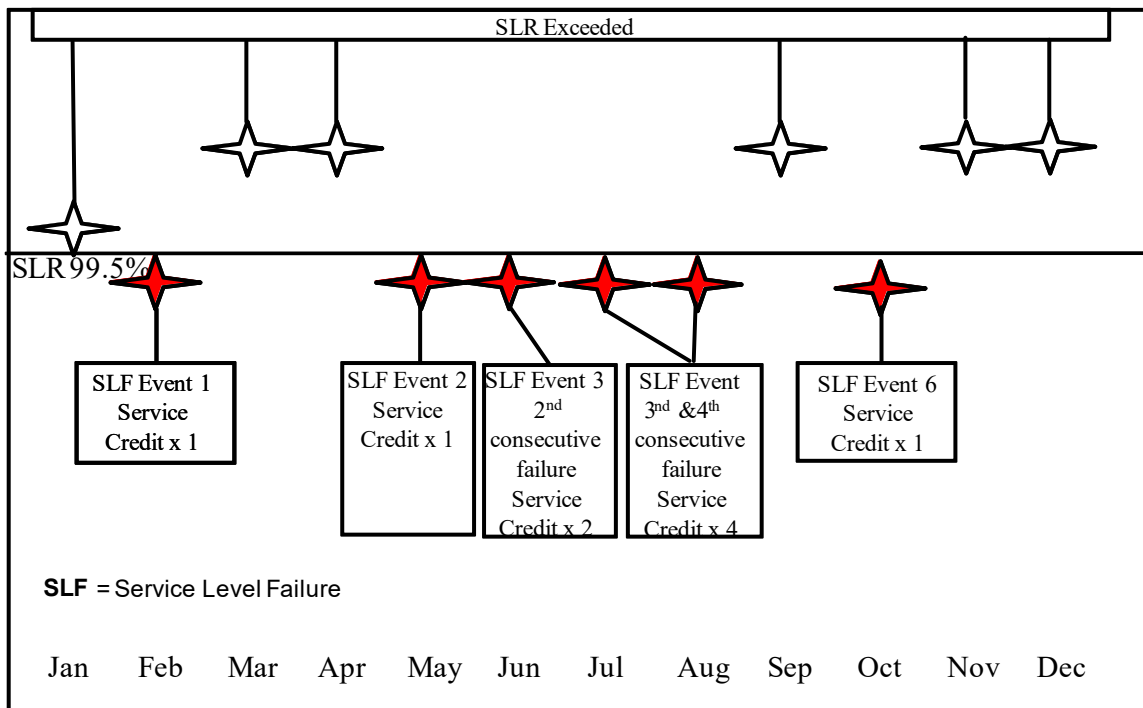 SLR Exceeded
SLR 99.5%
SLF Event 1
Service
Credit x 1
SLF Event 2
Service
Credit x 1
SLF Event 3
2nd
consecutive
failure
Service
Credit x 2
SLF Event
3nd &4th
consecutive
failure
Service
Credit x 4
SLF Event 6
Service
Credit x 1
SLF = Service Level Failure
Jan Feb Mar Apr May Jun Jul Aug Sep Oct Nov Dec